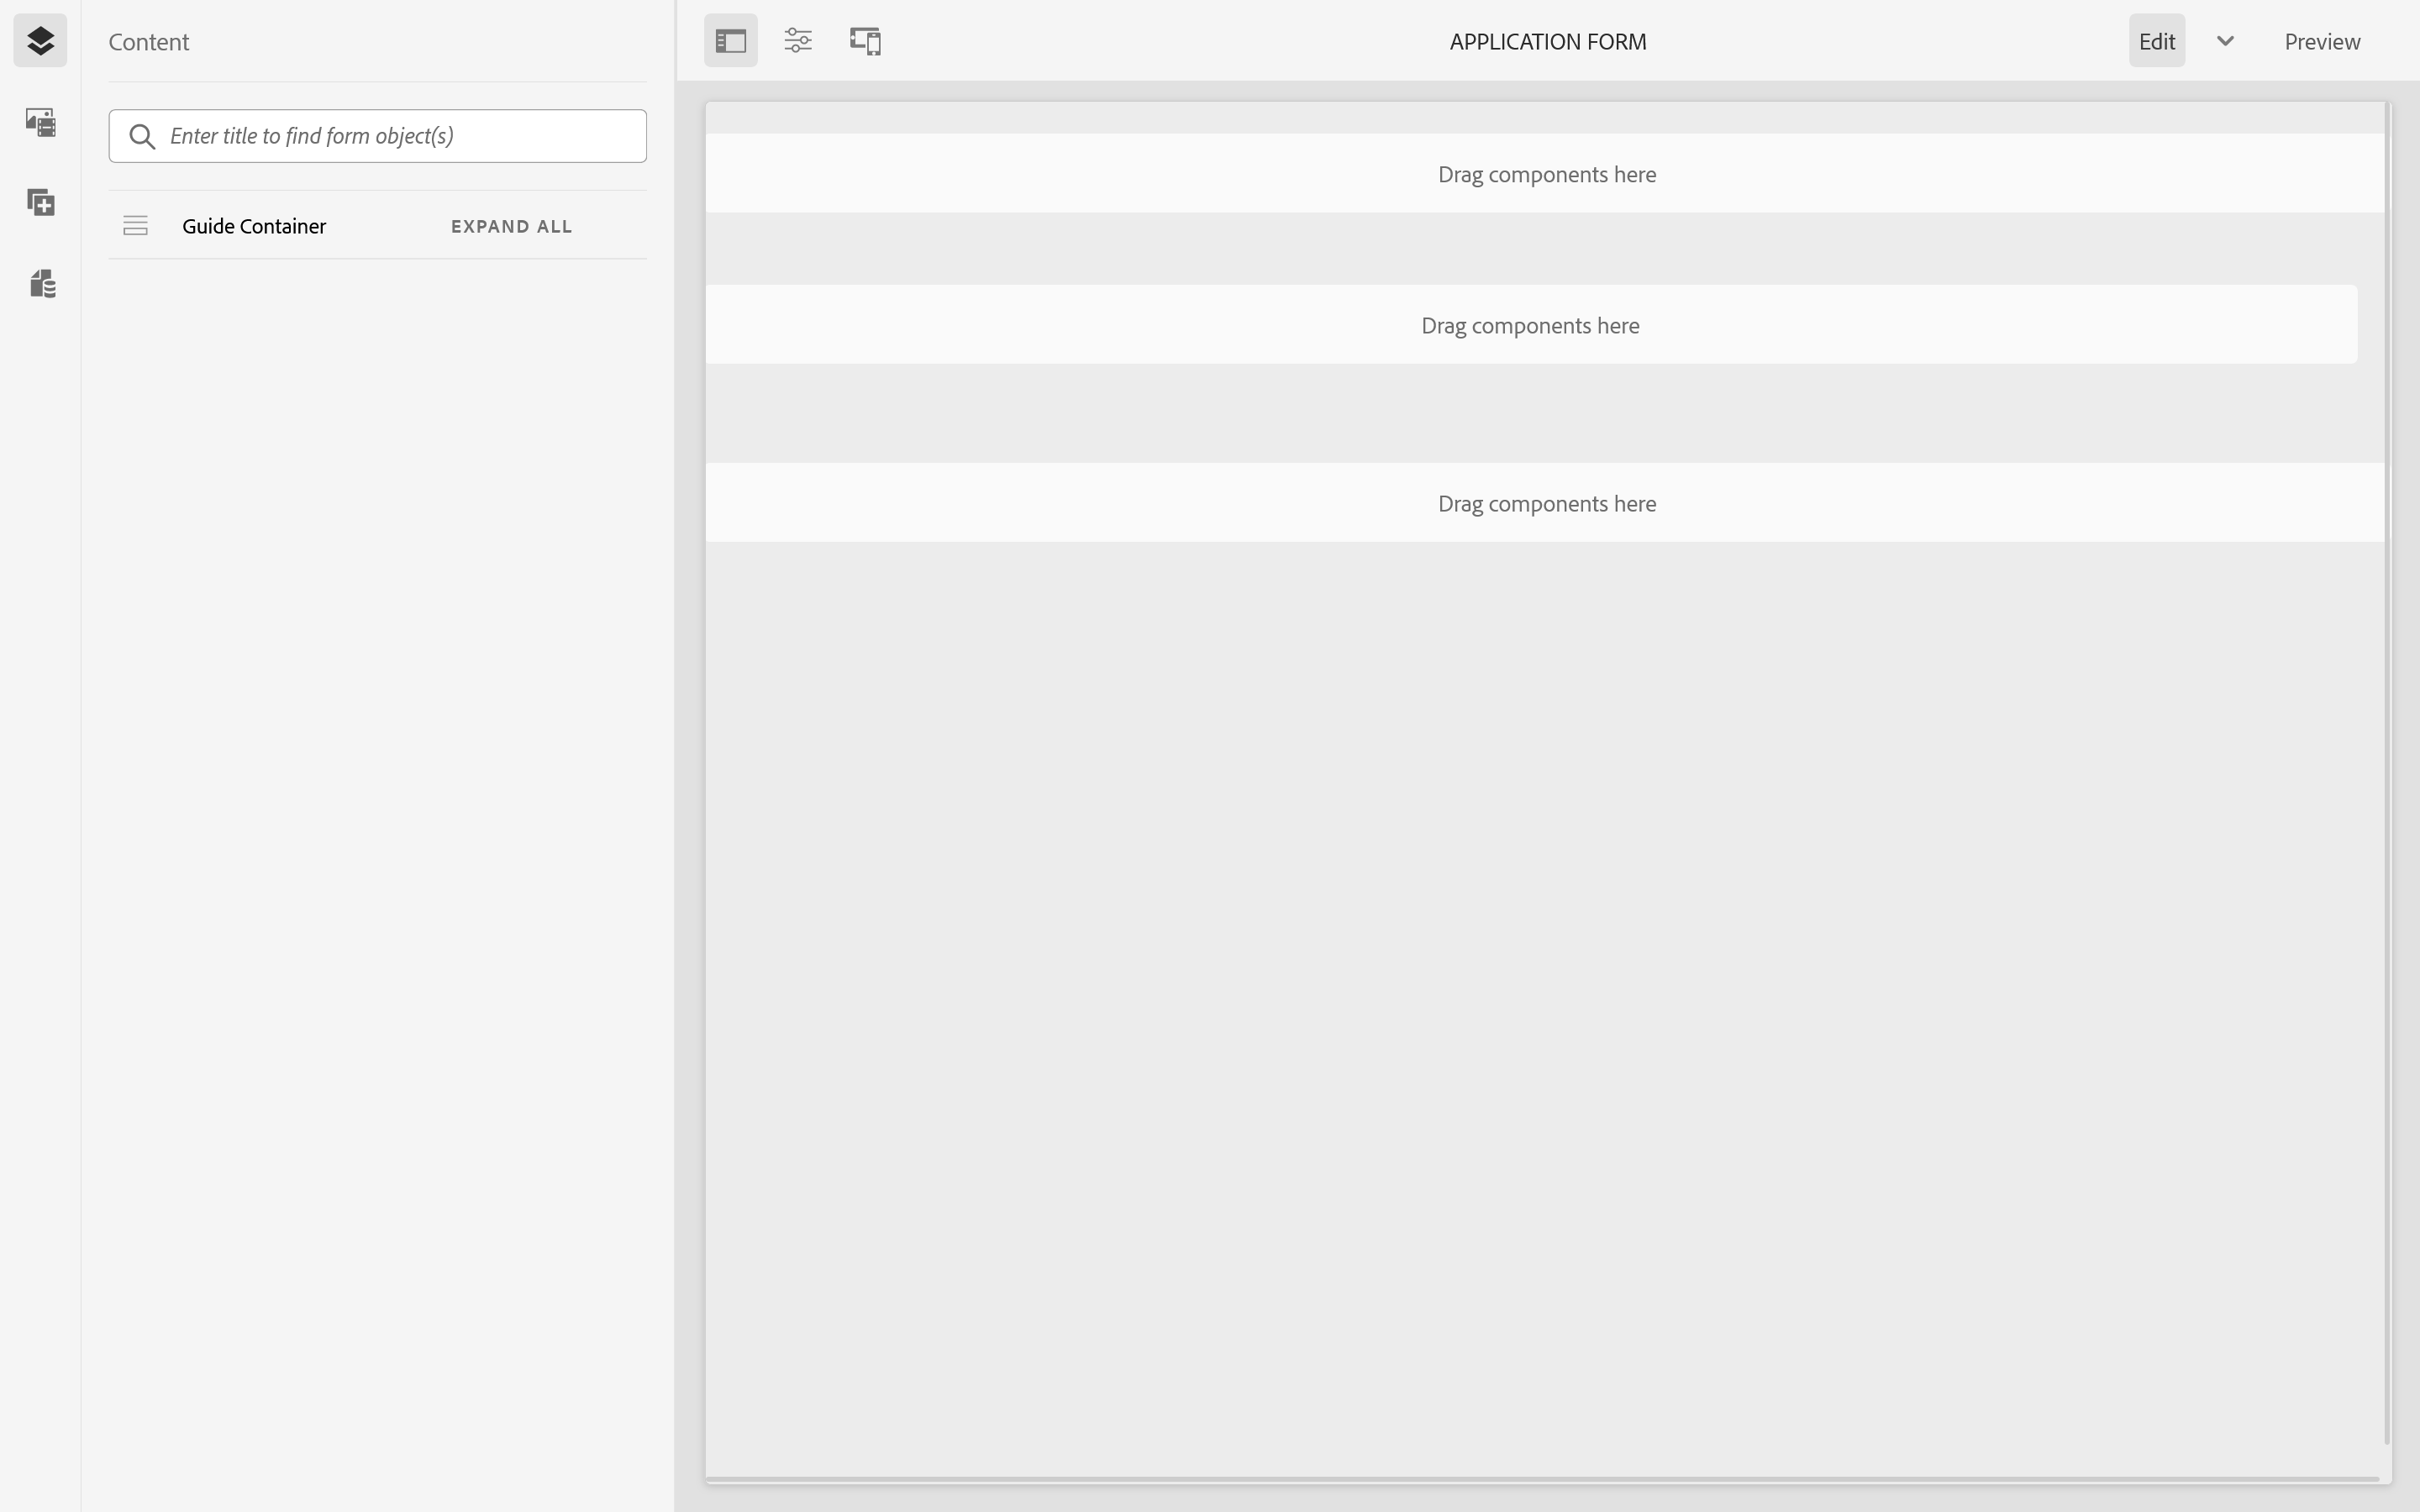 Content
APPLICATION FORM
Edit
Preview
Enter title to find form object(s)
Guide Container
EXPAND ALL
Drag components here
Drag components here
Drag components here